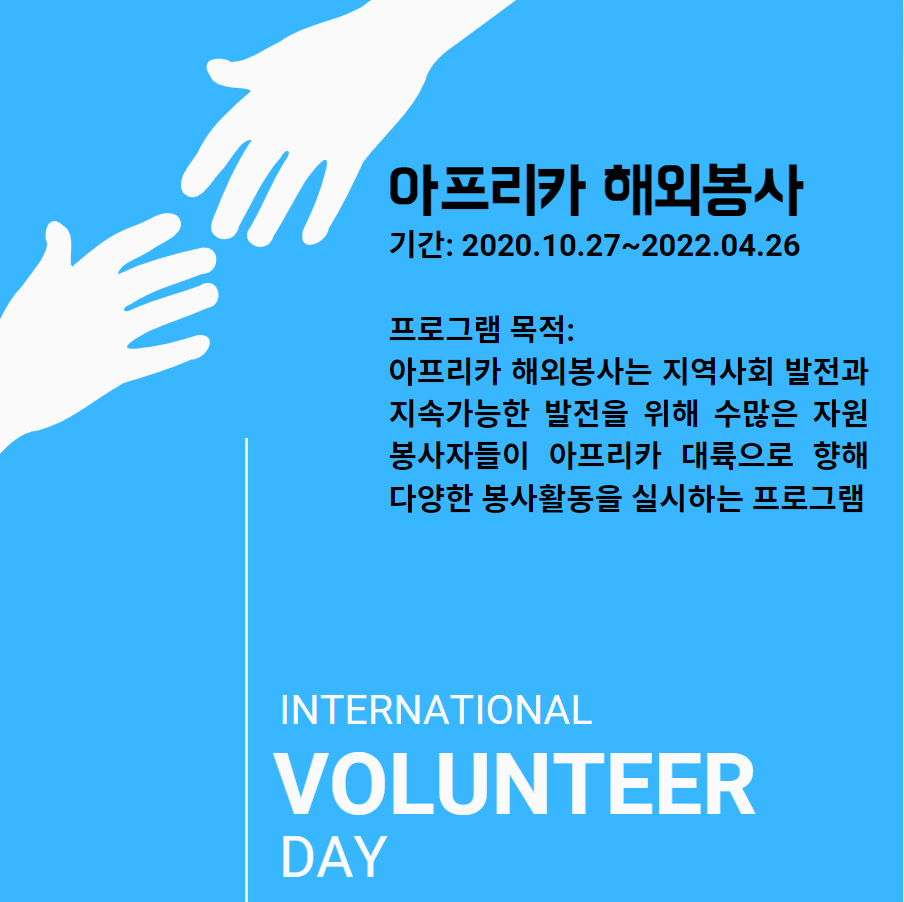 아프리카 해외봉사
기간: 2020.10.27~2022.04.26
프로그램 목적:
아프리카 해외봉사는 지역사회 발전과
지속가능한 발전을 위해 수많은 자원
봉사자들이 아프리카 대륙으로 향해
다양한 봉사활동을 실시하는 프로그램
INTERNATIONAL
VOLUNTEER
DAY